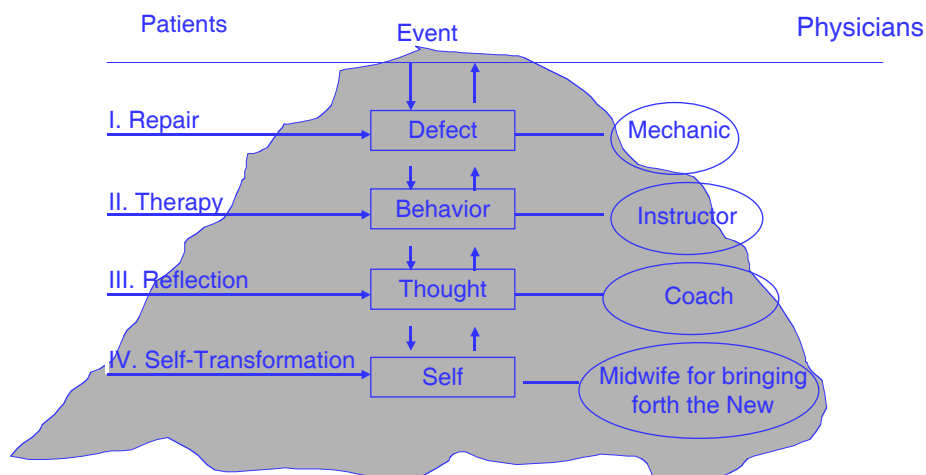 Patients
Event
Physicians
I. Repair
Defect
Mechanic
II. Therapy
Behavior
Instructor
III. Reflection
Thought
Coach
IV. Self-Transformation
Self
Midwife for bringing
forth the New